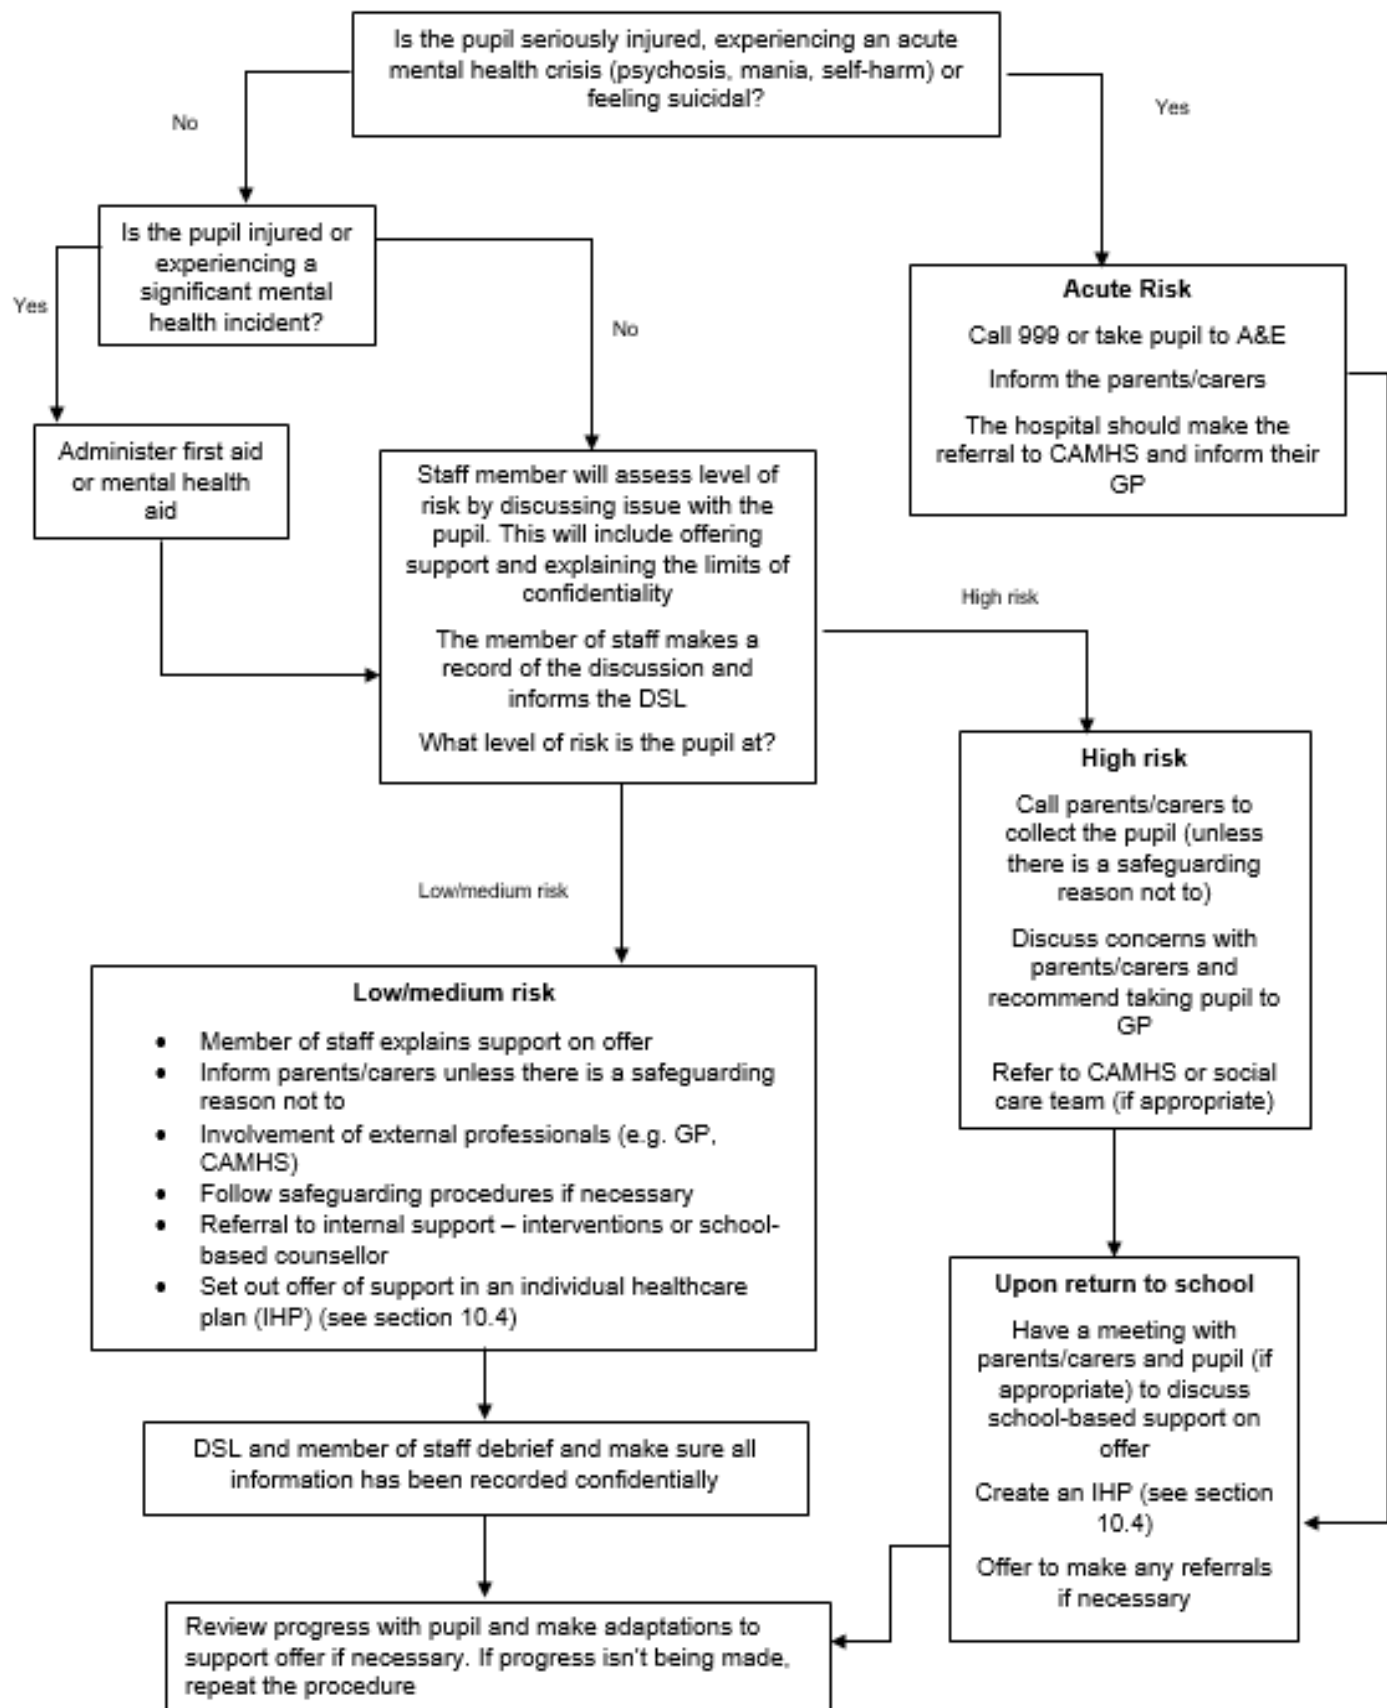 Is the pupil seriously injured, experiencing an acute
mental health crisis (psychosis, mania, self-harm) or
feeling suicidal?
No
Yes
Is the pupil injured or
experiencing a
significant mental
health incident?
Yes
No
Acute Risk
Call 999 or take pupil to A&E
Inform the parents/carers
The hospital should make the
referral to CAMHS and inform their
GP
Administer first aid
or mental health
aid
Staff member will assess level of
risk by discussing issue with the
pupil. This will include offering
support and explaining the limits of
confidentiality
The member of staff makes a
record of the discussion and
informs the DSL
What level of risk is the pupil at?
High risk
High risk
Call parents/carers to
collect the pupil (unless
there is a safeguarding
reason not to)
Discuss concerns with
parents/carers and
recommend taking pupil to
GP
Refer to CAMHS or social
care team (if appropriate)
Low/medium risk
Low/medium risk
• Member of staff explains support on offer
• Inform parents/carers unless there is a safeguarding
reason not to
• Involvement of external professionals (e.g. GP,
CAMHS)
• Follow safeguarding procedures if necessary
• Referral to internal support – interventions or school-
based counsellor
• Set out offer of support in an individual healthcare
plan (IHP) (see section 10.4)
Upon return to school
Have a meeting with
parents/carers and pupil (if
appropriate) to discuss
school-based support on
offer
Create an IHP (see section
10.4)
Offer to make any referrals
if necessary
DSL and member of staff debrief and make sure all
information has been recorded confidentially
Review progress with pupil and make adaptations to
support offer if necessary. If progress isn't being made,
repeat the procedure